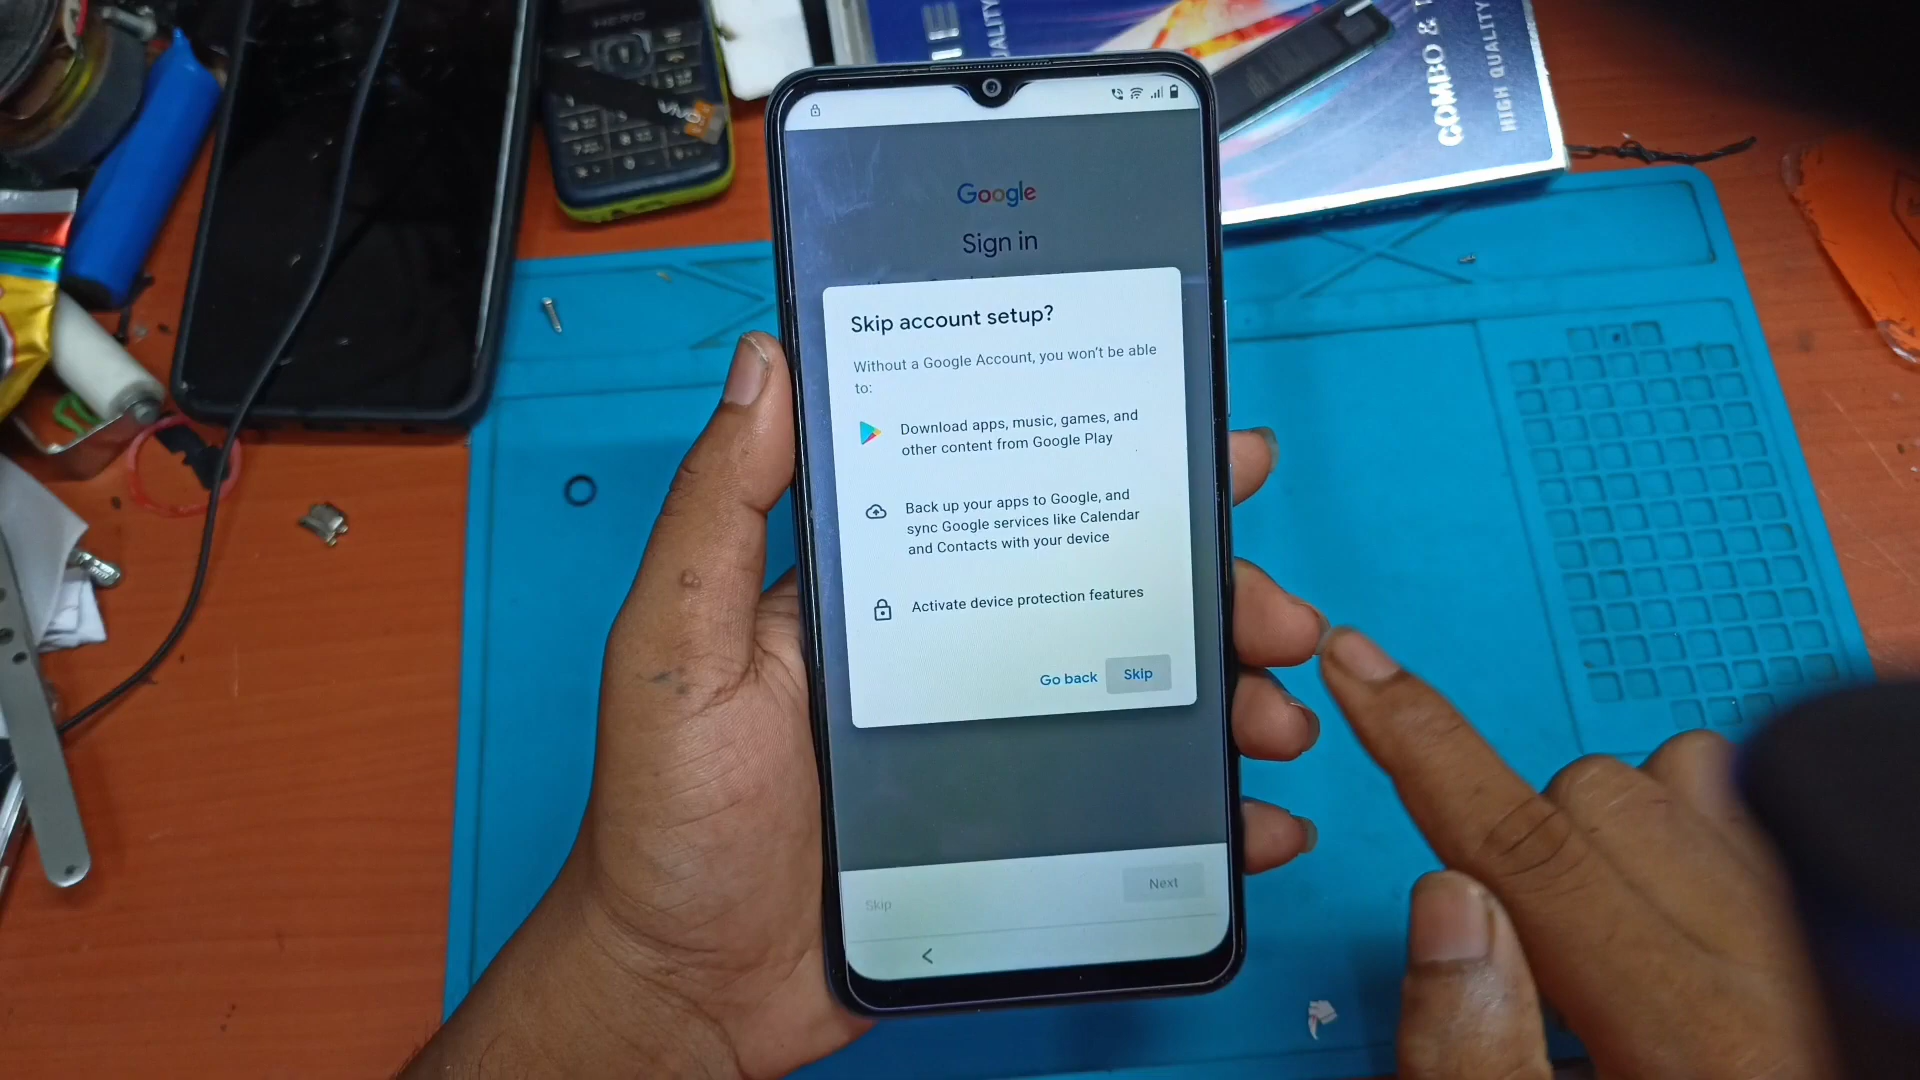 HERO
vivo
COMBO & T
HIGH QUALITY
Google
Sign in
Skip account setup?
Without a Google Account, you won't be able
to:
Download apps, music, games, and
other content from Google Play
Back up your apps to Google, and
sync Google services like Calendar
and Contacts with your device
Activate device protection features
Go back
Skip
Next
Skip